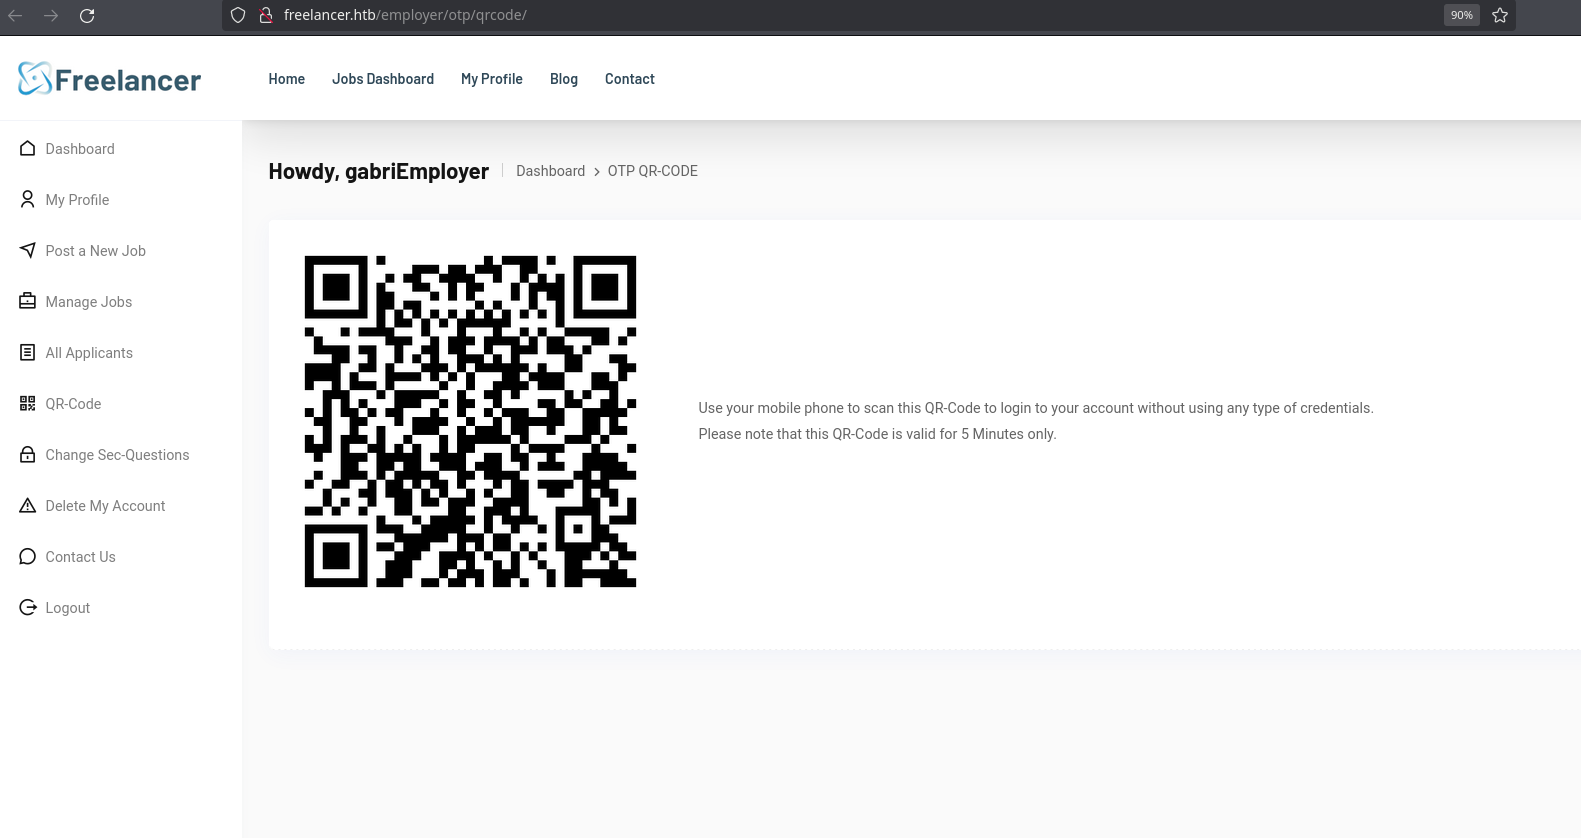 freelancer.htb/employer/otp/qrcode/
90%
Freelancer
Home
Jobs Dashboard
My Profile
Blog
Contact
Dashboard
My Profile
Post a New Job
Manage Jobs
All Applicants
QR-Code
Change Sec-Questions
Delete My Account
Contact Us
Logout
Howdy, gabriEmployer
Dashboard > OTP QR-CODE
Use your mobile phone to scan this QR-Code to login to your account without using any type of credentials.
Please note that this QR-Code is valid for 5 Minutes only.